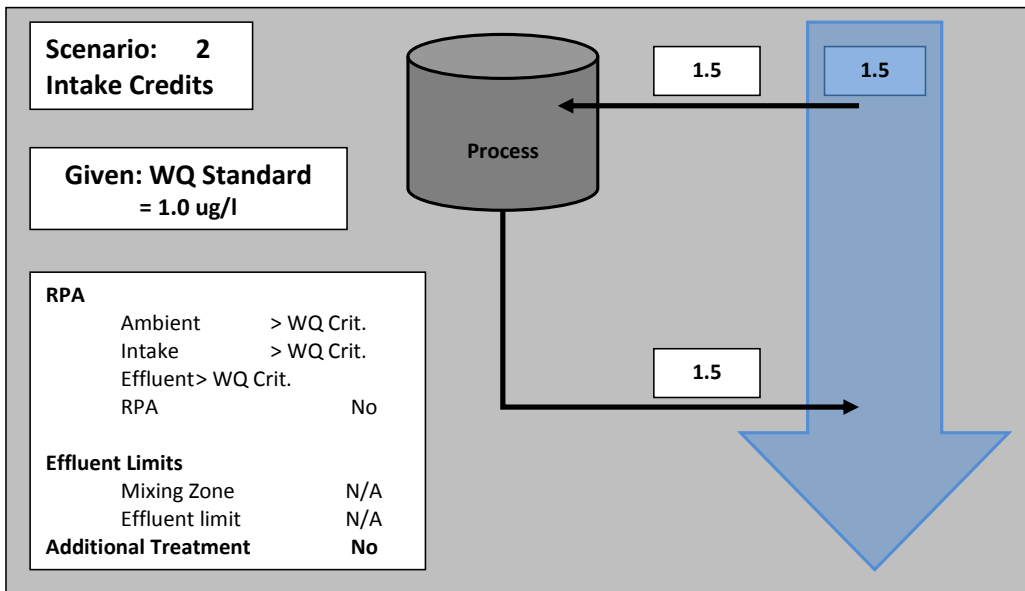 Scenario: 2
Intake Credits
1.5
1.5
Process
Given: WQ Standard
= 1.0 ug/l
RPA
Ambient > WQ Crit.
Intake > WQ Crit.
Effluent> WQ Crit.
RPA No
Effluent Limits
Mixing Zone N/A
Effluent limit N/A
Additional Treatment No
1.5